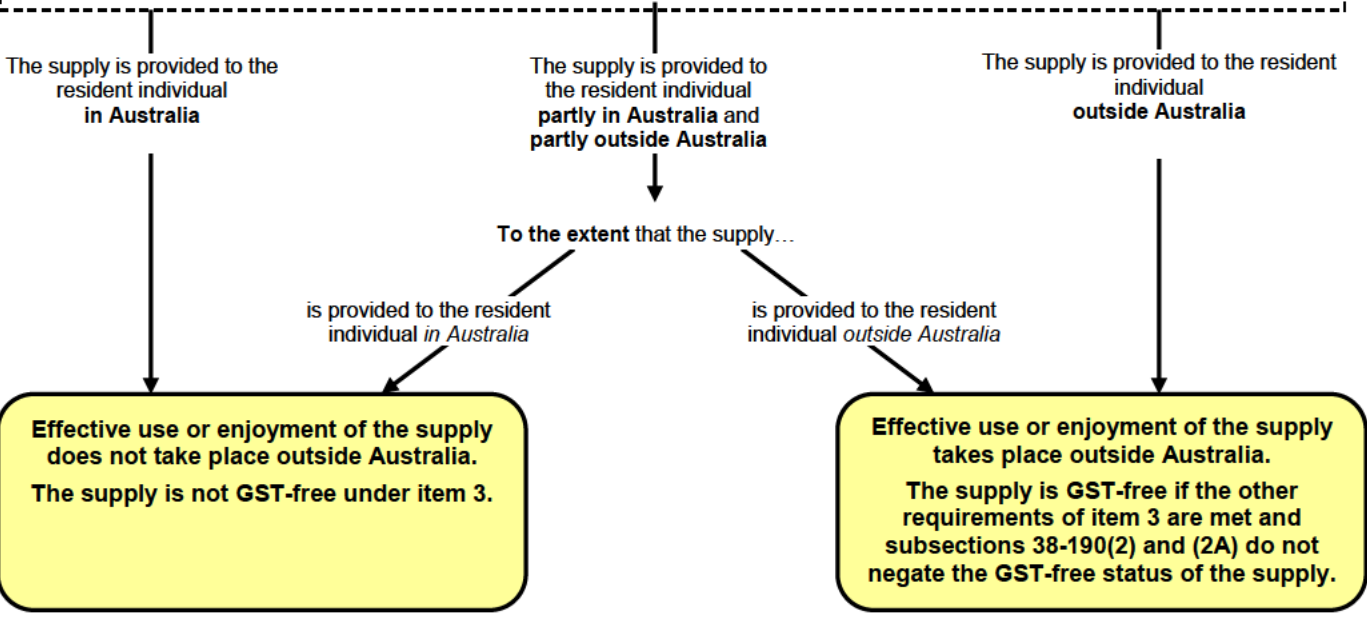 The supply is provided to the
resident individual
in Australia
The supply is provided to
the resident individual
partly in Australia and
partly outside Australia
The supply is provided to the resident
individual
outside Australia
To the extent that the supply…
is provided to the resident
individual in Australia
is provided to the resident
individual outside Australia
Effective use or enjoyment of the supply
does not take place outside Australia.
The supply is not GST-free under item 3.
Effective use or enjoyment of the supply
takes place outside Australia.
The supply is GST-free if the other
requirements of item 3 are met and
subsections 38-190(2) and (2A) do not
negate the GST-free status of the supply.